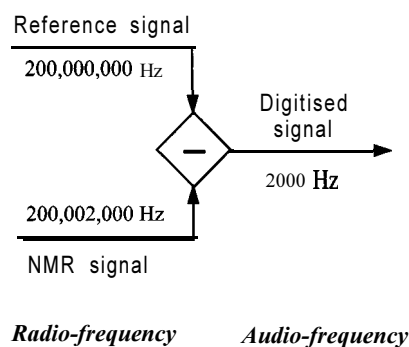 Reference signal
200,000,000 Hz
Digitised
signal
2000 Hz
200,002,000 Hz
NMR signal
Radio-frequency Audio-frequency